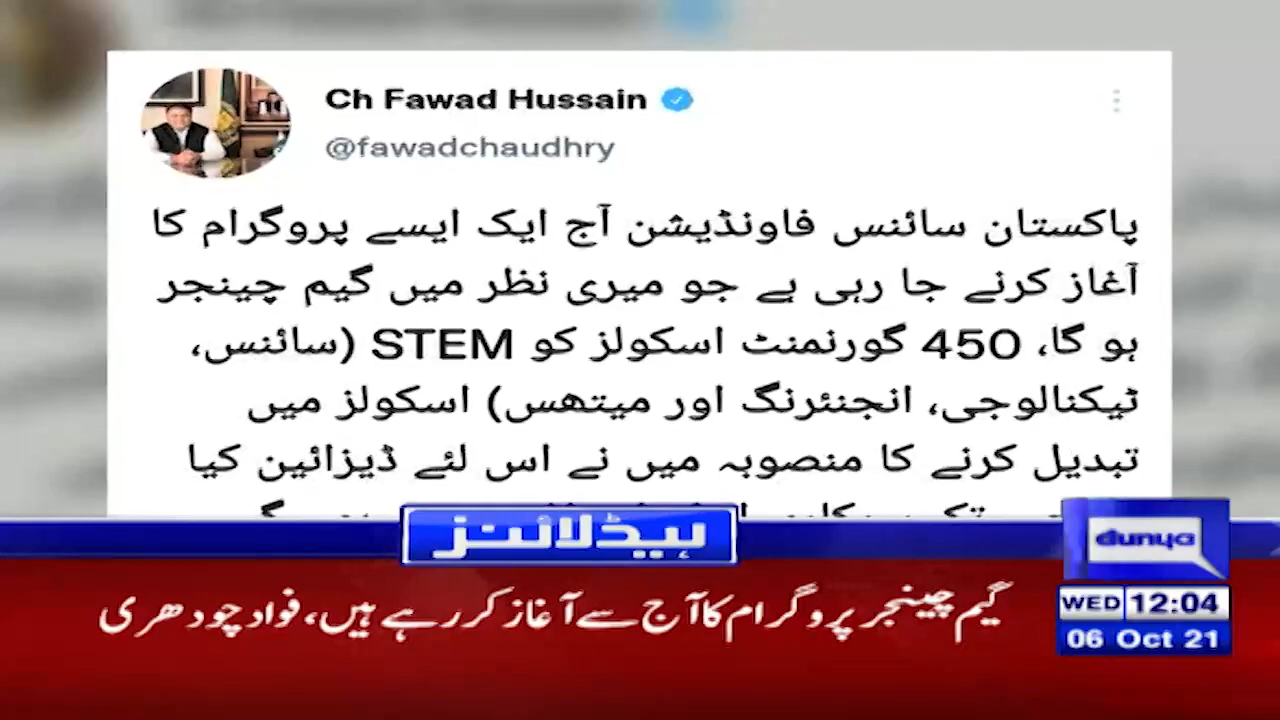 Ch Fawad Hussain
@fawadchaudhry
پاکستان سائنس فاونڈیشن آج ایک ایسے پروگرام کا
آغاز کرنے جا رہی ہے جو میری نظر میں گیم چینجر
ہو گا، 450 گورنمنٹ اسکولز کو STEM (سائنس،
ٹیکنالوجی، انجنئرنگ اور میتھس) اسکولز میں
تبدیل کرنے کا منصوبہ میں نے اس لئے ڈیزائین کیا
ہیڈلائنز
dunya
گیم چینجر پروگرام کا آج سے آغاز کر رہے ہیں، فواد چودھری
WED 12:04
06 Oct 21